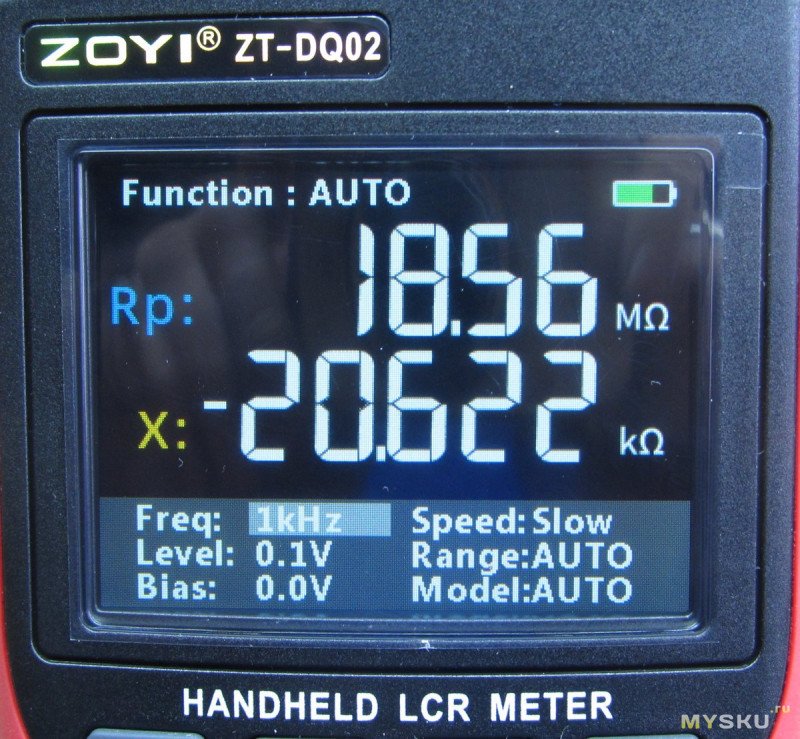 ZOYI® ZT-DQ02
Function : AUTO
Rp: 18.56 MΩ
X: -20.622 kΩ
Freq: 1kHz Speed: Slow
Level: 0.1V Range:AUTO
Bias: 0.0V Model:AUTO
HANDHELD LCR METER
MYSKU.ru